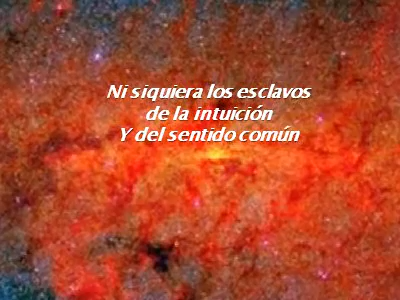 Ni siquiera los esclavos
de la intuición
Y del sentido común